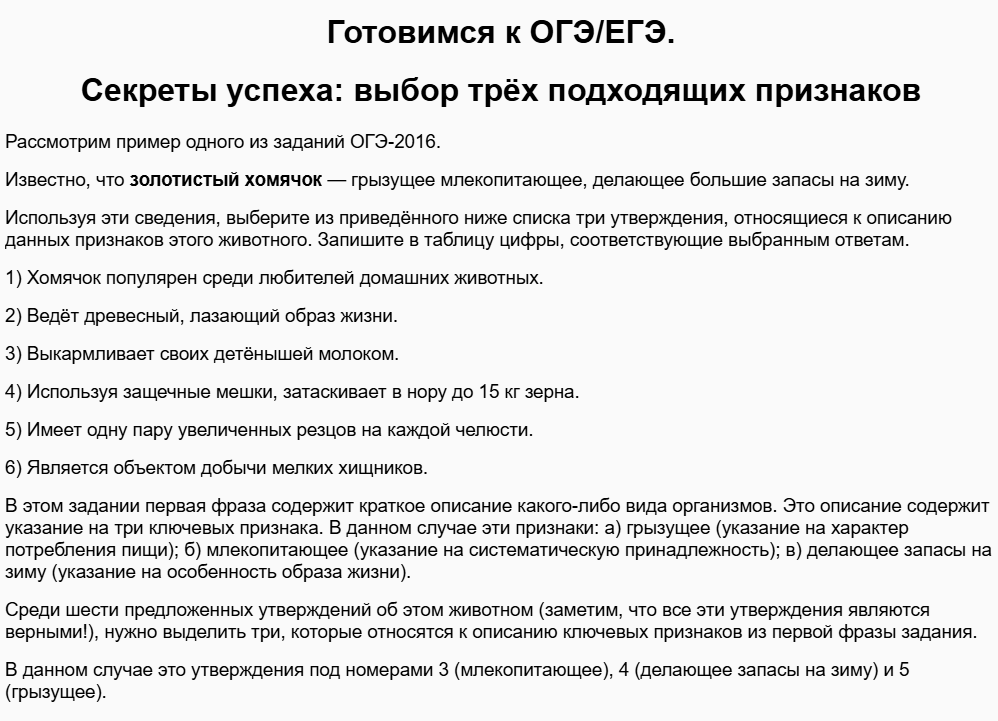 Готовимся к ОГЭ/ЕГЭ.
Секреты успеха: выбор трёх подходящих признаков
Рассмотрим пример одного из заданий ОГЭ-2016.
Известно, что золотистый хомячок — грызущее млекопитающее, делающее большие запасы на зиму.
Используя эти сведения, выберите из приведённого ниже списка три утверждения, относящиеся к описанию
данных признаков этого животного. Запишите в таблицу цифры, соответствующие выбранным ответам.
1) Хомячок популярен среди любителей домашних животных.
2) Ведёт древесный, лазающий образ жизни.
3) Выкармливает своих детёнышей молоком.
4) Используя защечные мешки, затаскивает в нору до 15 кг зерна.
5) Имеет одну пару увеличенных резцов на каждой челюсти.
6) Является объектом добычи мелких хищников.
В этом задании первая фраза содержит краткое описание какого-либо вида организмов. Это описание содержит
указание на три ключевых признака. В данном случае эти признаки: а) грызущее (указание на характер
потребления пищи); б) млекопитающее (указание на систематическую принадлежность); в) делающее запасы на
зиму (указание на особенность образа жизни).
Среди шести предложенных утверждений об этом животном (заметим, что все эти утверждения являются
верными!), нужно выделить три, которые относятся к описанию ключевых признаков из первой фразы задания.
В данном случае это утверждения под номерами 3 (млекопитающее), 4 (делающее запасы на зиму) и 5
(грызущее).